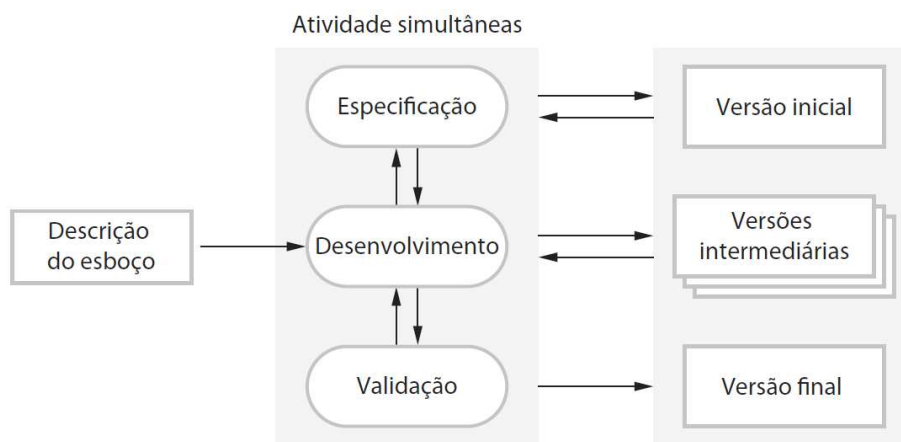 Atividade simultâneas
Especificação
Versão inicial
Descrição
do esboço
Desenvolvimento
Versões
intermediárias
Validação
Versão final